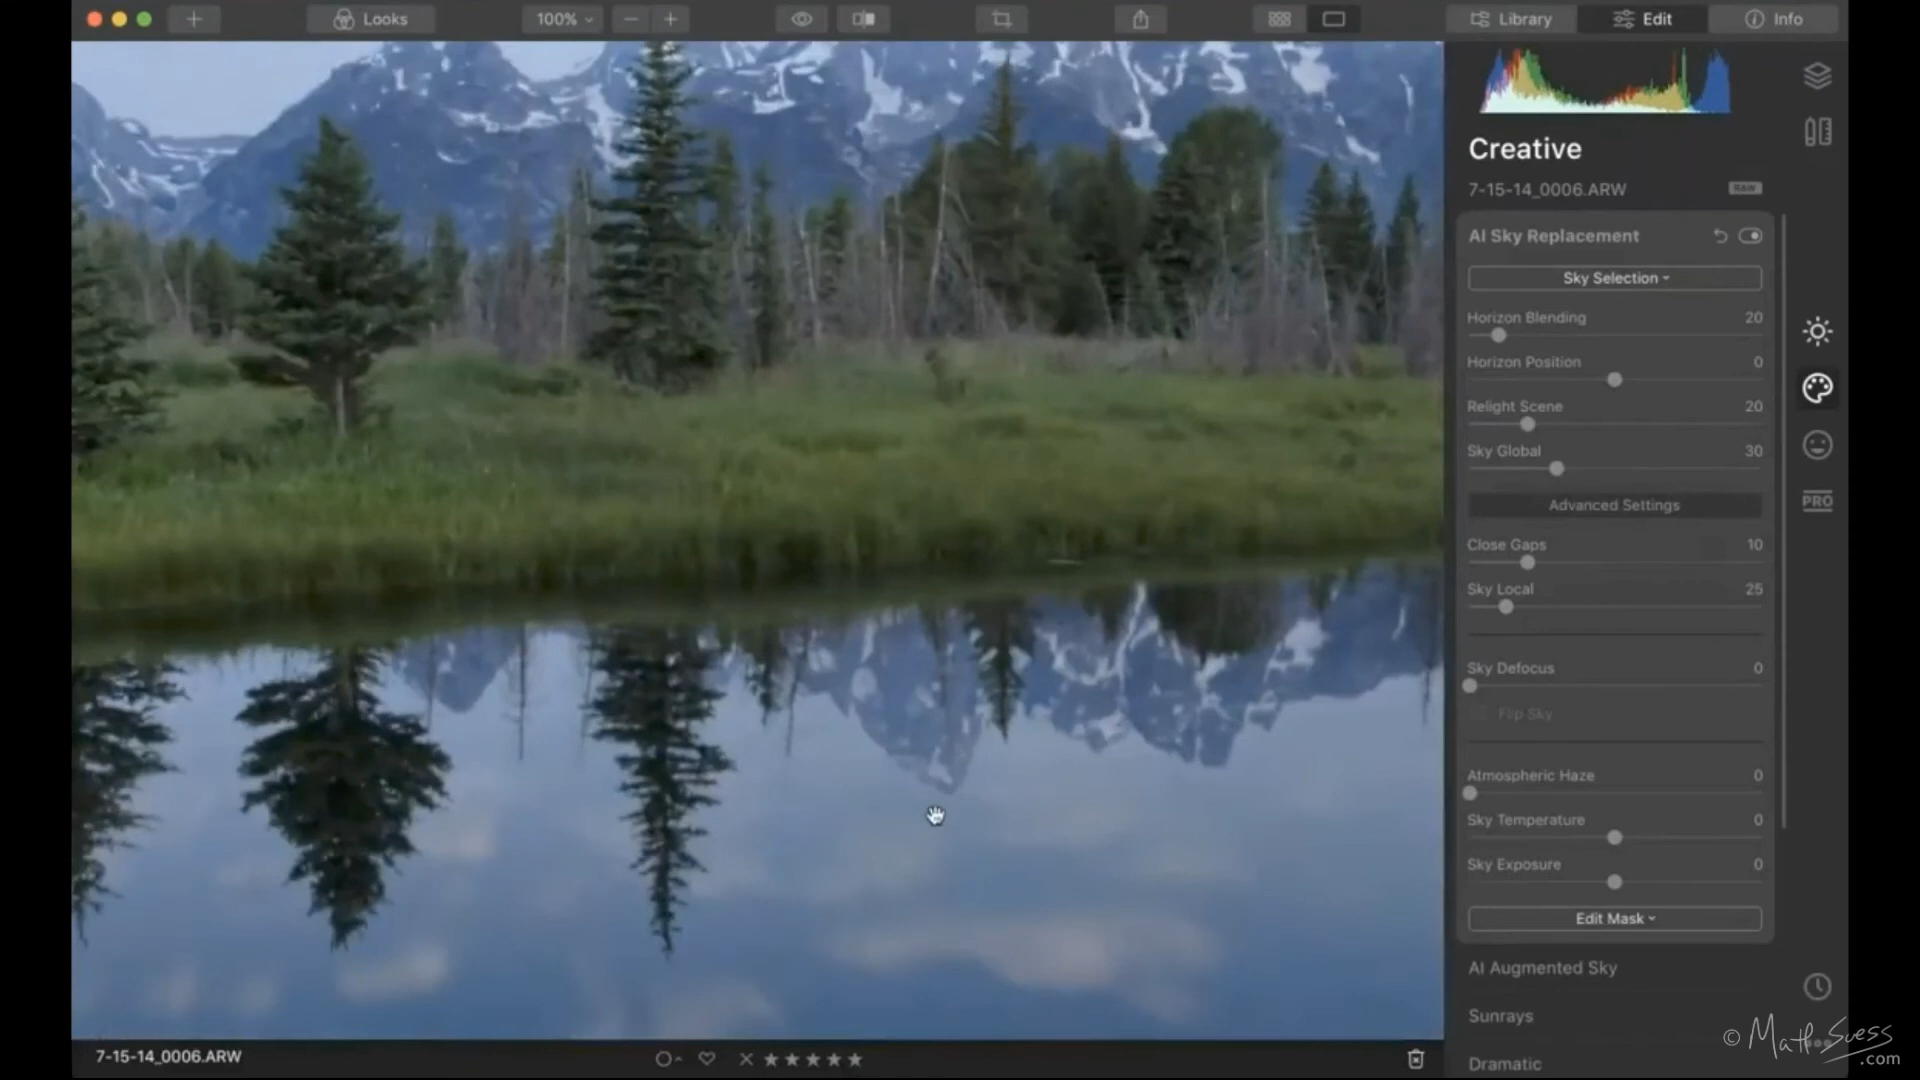 Looks
100%
Library
Edit
Info
Creative
7-15-14_0006.ARW
RAW
AI Sky Replacement
Sky Selection
Horizon Blending 20
Horizon Position 0
Relight Scene 20
Sky Global 30
Advanced Settings
Close Gaps 10
Sky Local 25
Sky Defocus 0
Flip Sky
Atmospheric Haze 0
Sky Temperature 0
Sky Exposure 0
Edit Mask
AI Augmented Sky
Sunrays
Dramatic
PRO
7-15-14_0006.ARW
© Matt Suess
.com